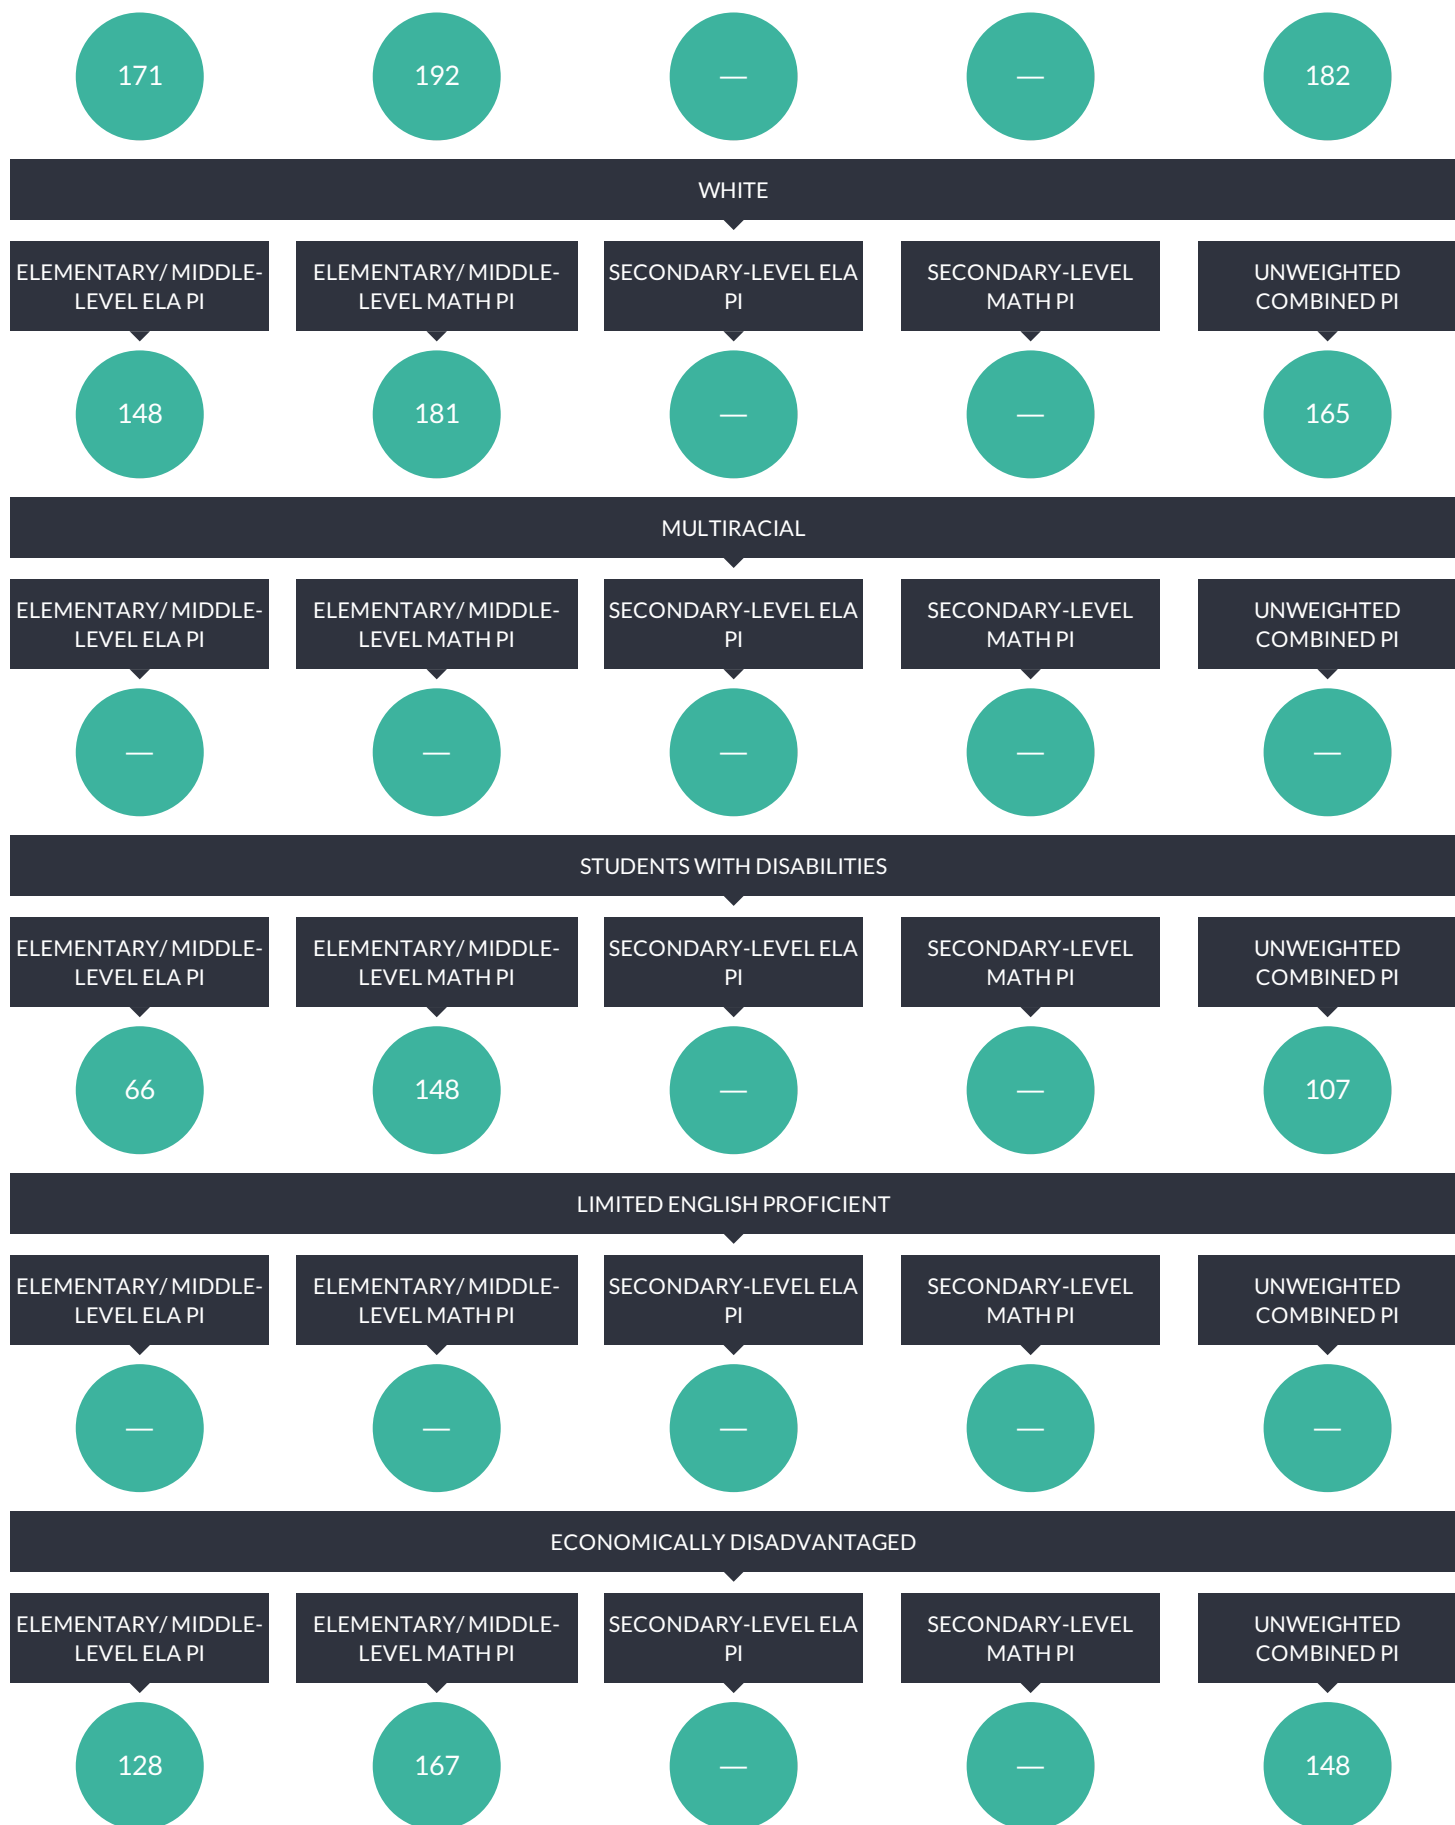 171 192 — — 182
WHITE
ELEMENTARY/ MIDDLE-LEVEL ELA PI ELEMENTARY/ MIDDLE-LEVEL MATH PI SECONDARY-LEVEL ELA PI SECONDARY-LEVEL MATH PI UNWEIGHTED COMBINED PI
148 181 — — 165
MULTIRACIAL
ELEMENTARY/ MIDDLE-LEVEL ELA PI ELEMENTARY/ MIDDLE-LEVEL MATH PI SECONDARY-LEVEL ELA PI SECONDARY-LEVEL MATH PI UNWEIGHTED COMBINED PI
— — — — —
STUDENTS WITH DISABILITIES
ELEMENTARY/ MIDDLE-LEVEL ELA PI ELEMENTARY/ MIDDLE-LEVEL MATH PI SECONDARY-LEVEL ELA PI SECONDARY-LEVEL MATH PI UNWEIGHTED COMBINED PI
66 148 — — 107
LIMITED ENGLISH PROFICIENT
ELEMENTARY/ MIDDLE-LEVEL ELA PI ELEMENTARY/ MIDDLE-LEVEL MATH PI SECONDARY-LEVEL ELA PI SECONDARY-LEVEL MATH PI UNWEIGHTED COMBINED PI
— — — — —
ECONOMICALLY DISADVANTAGED
ELEMENTARY/ MIDDLE-LEVEL ELA PI ELEMENTARY/ MIDDLE-LEVEL MATH PI SECONDARY-LEVEL ELA PI SECONDARY-LEVEL MATH PI UNWEIGHTED COMBINED PI
128 167 — — 148